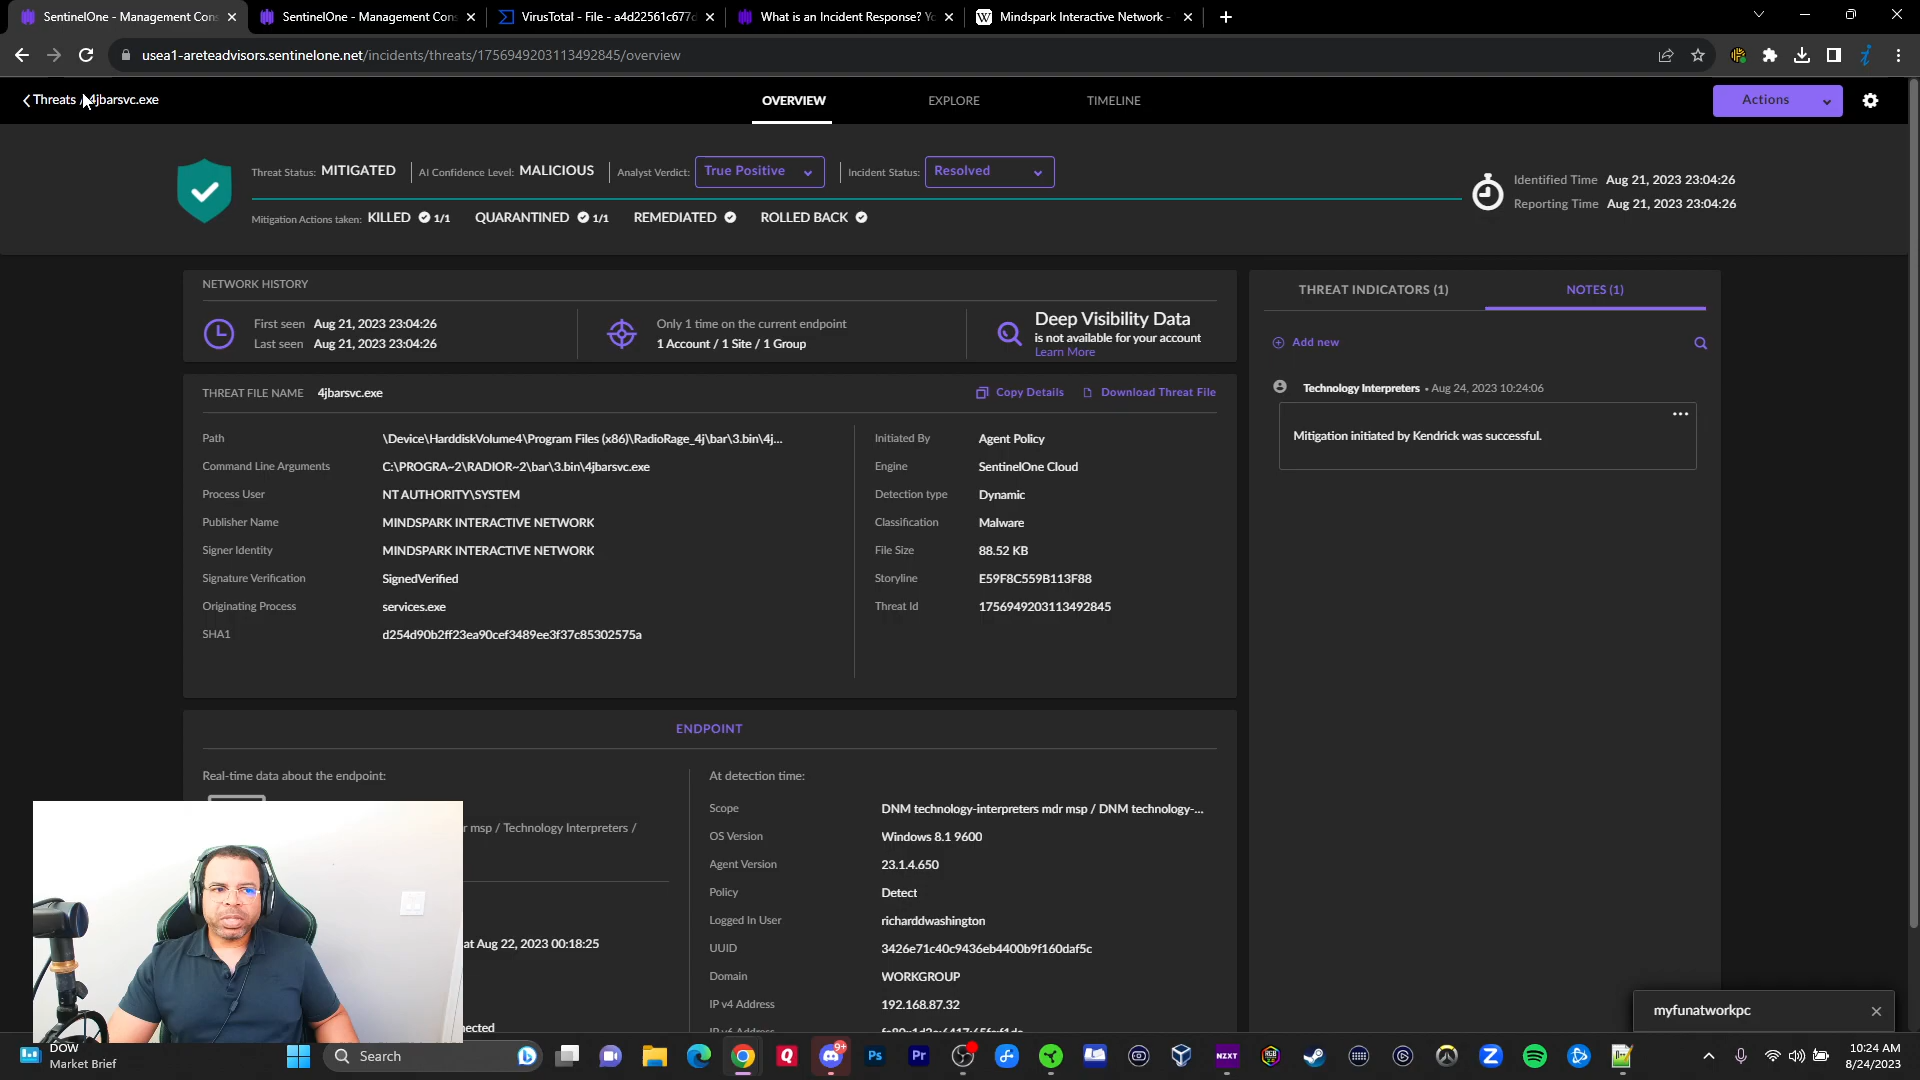 SentinelOne - Management Cons
SentinelOne - Management Cons
VirusTotal - File - a4d22561c677d
What is an Incident Response? Yo
Mindspark Interactive Network -
usea1-areteadvisors.sentinelone.net/incidents/threats/1756949203113492845/overview
Threats / 4jbarsvc.exe
OVERVIEW
EXPLORE
TIMELINE
Actions
Threat Status: MITIGATED
AI Confidence Level: MALICIOUS
Analyst Verdict: True Positive
Incident Status: Resolved
Identified Time Aug 21, 2023 23:04:26
Reporting Time Aug 21, 2023 23:04:26
Mitigation Actions taken: KILLED 1/1 QUARANTINED 1/1 REMEDIATED ROLLED BACK
NETWORK HISTORY
First seen Aug 21, 2023 23:04:26
Last seen Aug 21, 2023 23:04:26
Only 1 time on the current endpoint
1 Account / 1 Site / 1 Group
Deep Visibility Data
is not available for your account
Learn More
THREAT INDICATORS (1)
NOTES (1)
Add new
Technology Interpreters • Aug 24, 2023 10:24:06
Mitigation initiated by Kendrick was successful.
THREAT FILE NAME 4jbarsvc.exe
Copy Details
Download Threat File
Path \Device\HarddiskVolume4\Program Files (x86)\RadioRage_4j\bar\3.bin\4j...
Command Line Arguments C:\PROGRA~2\RADIOR~2\bar\3.bin\4jbarsvc.exe
Process User NT AUTHORITY\SYSTEM
Publisher Name MINDSPARK INTERACTIVE NETWORK
Signer Identity MINDSPARK INTERACTIVE NETWORK
Signature Verification SignedVerified
Originating Process services.exe
SHA1 d254d90b2ff23ea90cef3489ee3f37c85302575a
Initiated By Agent Policy
Engine SentinelOne Cloud
Detection type Dynamic
Classification Malware
File Size 88.52 KB
Storyline E59F8C559B113F88
Threat Id 1756949203113492845
ENDPOINT
Real-time data about the endpoint:
r msp / Technology Interpreters /
at Aug 22, 2023 00:18:25
nected
At detection time:
Scope DNM technology-interpreters mdr msp / DNM technology-...
OS Version Windows 8.1 9600
Agent Version 23.1.4.650
Policy Detect
Logged In User richarddwashington
UUID 3426e71c40c9436eb4400b9f160daf5c
Domain WORKGROUP
IP v4 Address 192.168.87.32
myfunatworkpc
DOW
Market Brief
Search
9+
Ps
Pr
NZXT
10:24 AM
8/24/2023